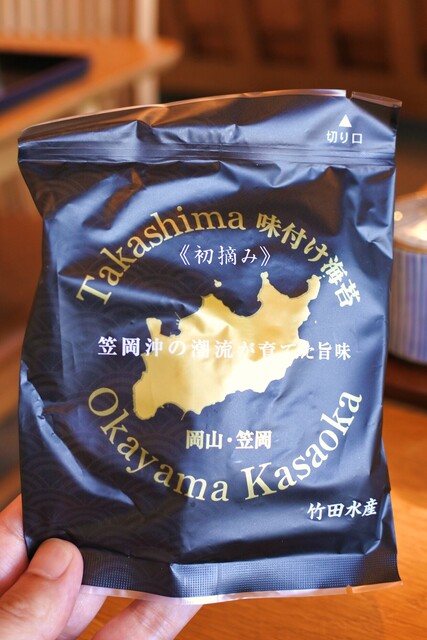 ▲
切り口
Takashima 味付け海苔
《初摘み》
笠岡沖の潮流が育てた旨味
岡山・笠岡
Okayama Kasaoka
竹田水産